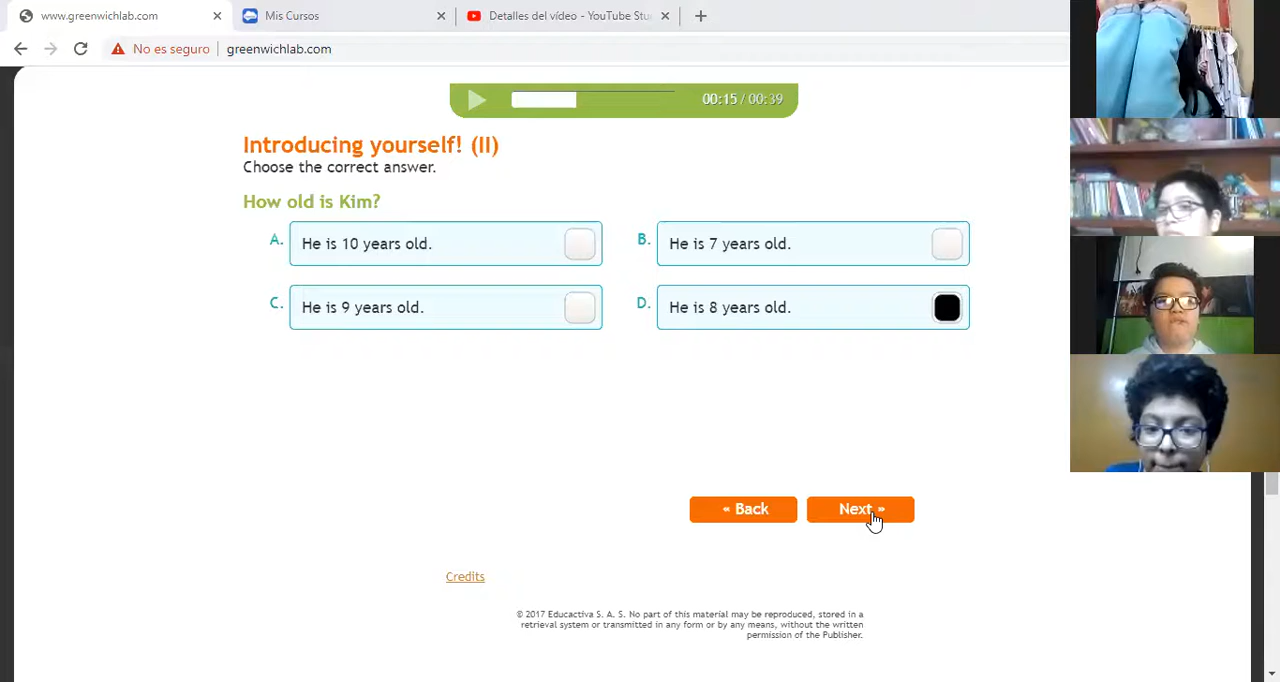 www.greenwichlab.com
Mis Cursos
Detalles del vídeo - YouTube Stu
No es seguro
greenwichlab.com
00:15 / 00:39
Introducing yourself! (II)
Choose the correct answer.
How old is Kim?
A. He is 10 years old.
B. He is 7 years old.
C. He is 9 years old.
D. He is 8 years old.
« Back
Next »
Credits
© 2017 Educactiva S. A. S. No part of this material may be reproduced, stored in a
retrieval system or transmitted in any form or by any means, without the written
permission of the Publisher.